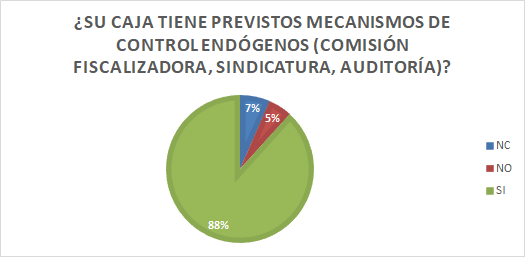 ¿SU CAJA TIENE PREVISTOS MECANISMOS DE
CONTROL ENDÓGENOS (COMISIÓN
FISCALIZADORA, SINDICATURA, AUDITORÍA)?
7%
5%
88%
NC
NO
SI